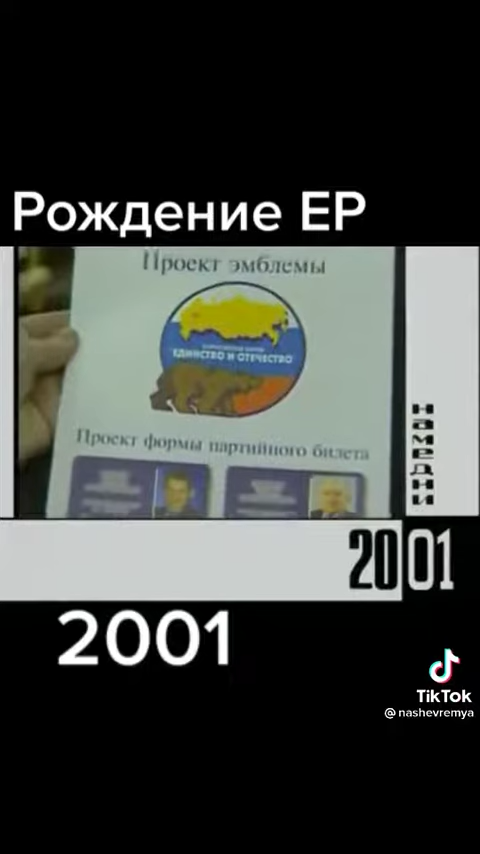 Рождение ЕР
Проект эмблемы
ЕДИНСТВО И ОТЕЧЕСТВО
Проект формы партийного билета
намедни
2001
2001
TikTok
@nashevremya